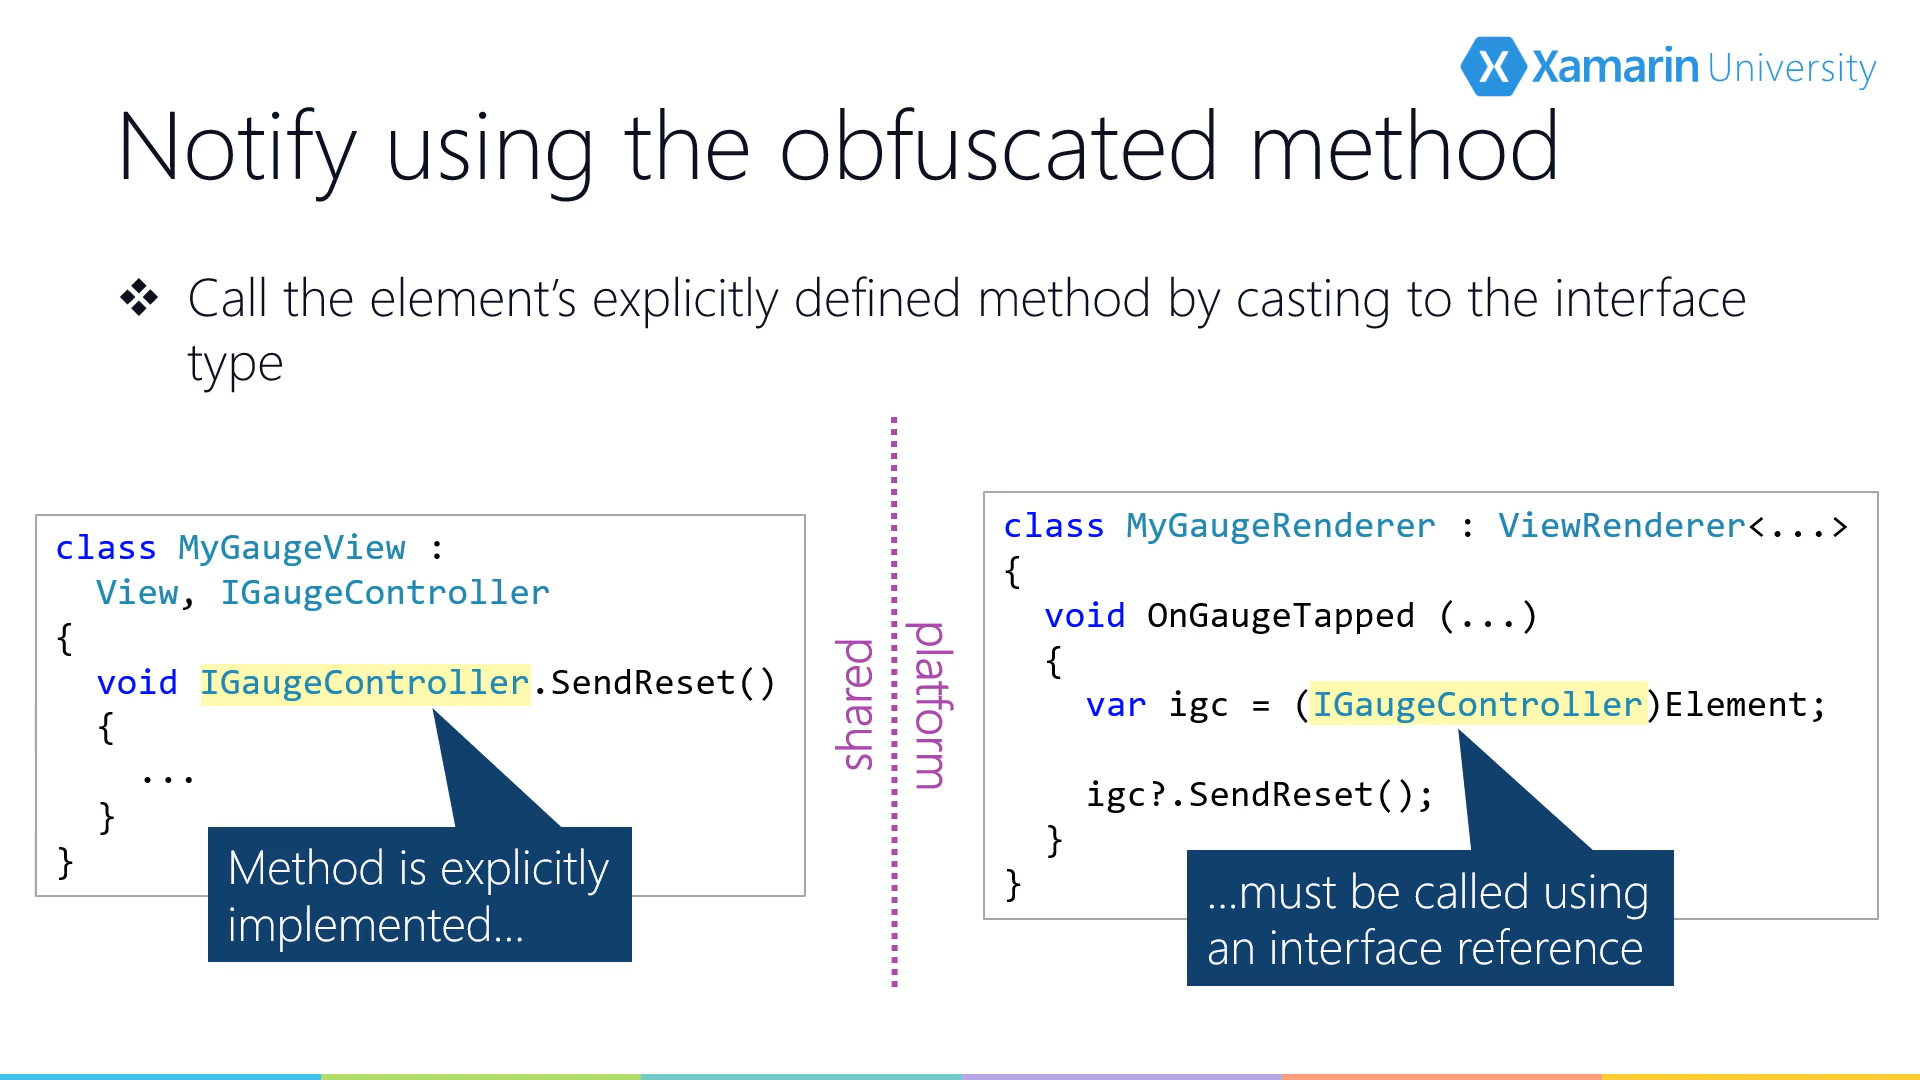 Xamarin University
Notify using the obfuscated method
❖ Call the element’s explicitly defined method by casting to the interface
type
class MyGaugeView :
View, IGaugeController
{
void IGaugeController.SendReset()
{
...
}
}
Method is explicitly
implemented...
shared
platform
class MyGaugeRenderer : ViewRenderer<...>
{
void OnGaugeTapped (...)
{
var igc = (IGaugeController)Element;
igc?.SendReset();
}
}
...must be called using
an interface reference